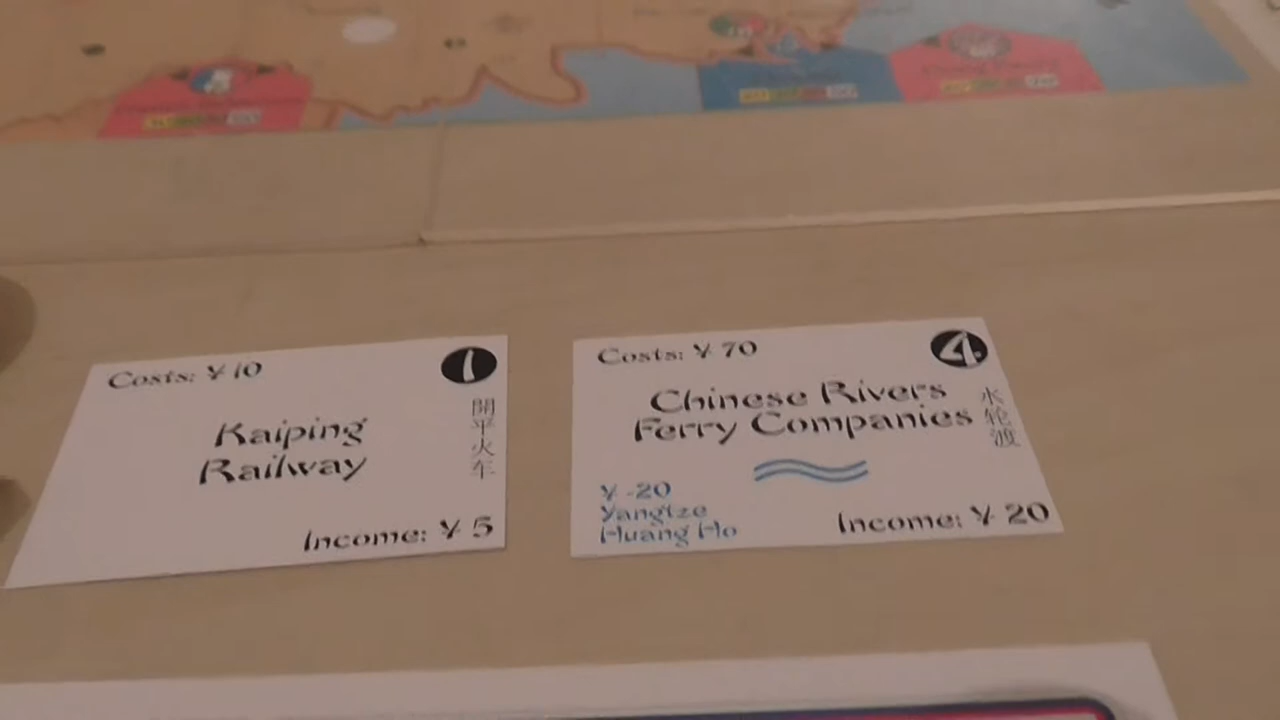 Costs: ¥ 10
1
Kaiping
Railway
開平火车
Income: ¥ 5
Costs: ¥ 70
4
Chinese Rivers
Ferry Companies
水轮渡
¥ -20
Yangtze
Huang Ho
Income: ¥ 20